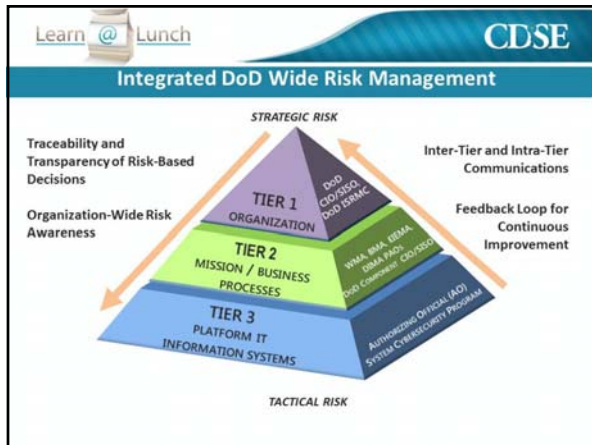 Learn @ Lunch
CDSE
Integrated DoD Wide Risk Management
STRATEGIC RISK
Traceability and
Transparency of Risk-Based
Decisions
Organization-Wide Risk
Awareness
Inter-Tier and Intra-Tier
Communications
Feedback Loop for
Continuous
Improvement
TIER 1
ORGANIZATION
DoD
CIO/SISO,
DoD ISRMC
TIER 2
MISSION / BUSINESS
PROCESSES
WMA, BMA, EIEMA,
DIMA PAOs
DoD COMPONENT CIO/SISO
TIER 3
PLATFORM IT
INFORMATION SYSTEMS
AUTHORIZING OFFICIAL (AO)
SYSTEM CYBERSECURITY PROGRAM
TACTICAL RISK